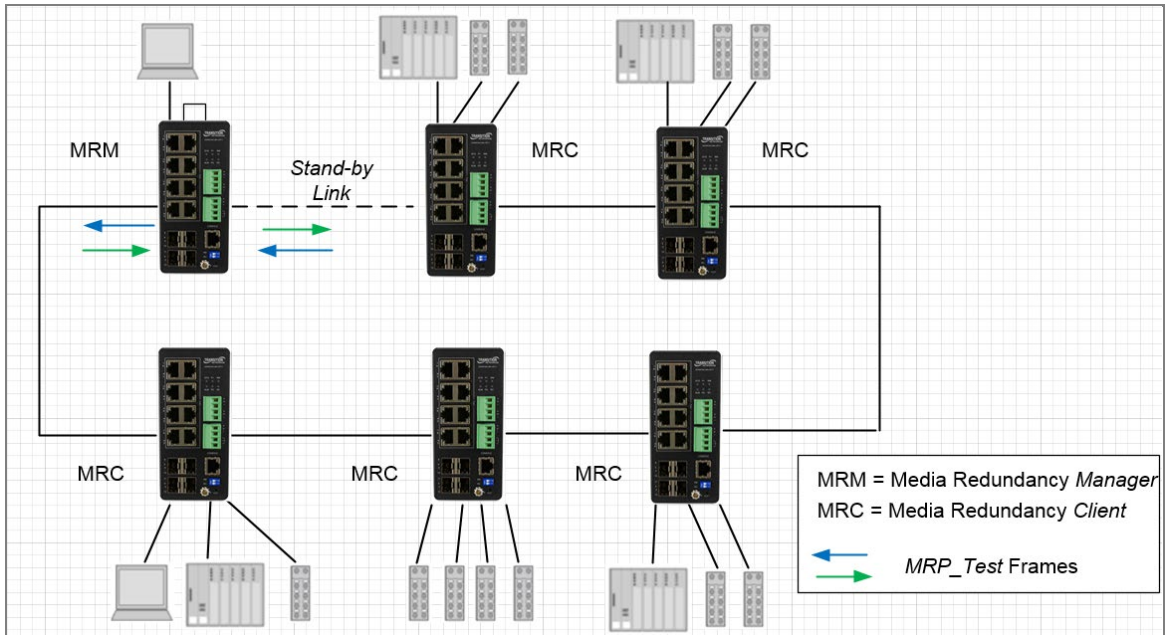 MRM
Stand-by
Link
MRC
MRC
MRC
MRC
MRC
MRM = Media Redundancy Manager
MRC = Media Redundancy Client
MRP_Test Frames